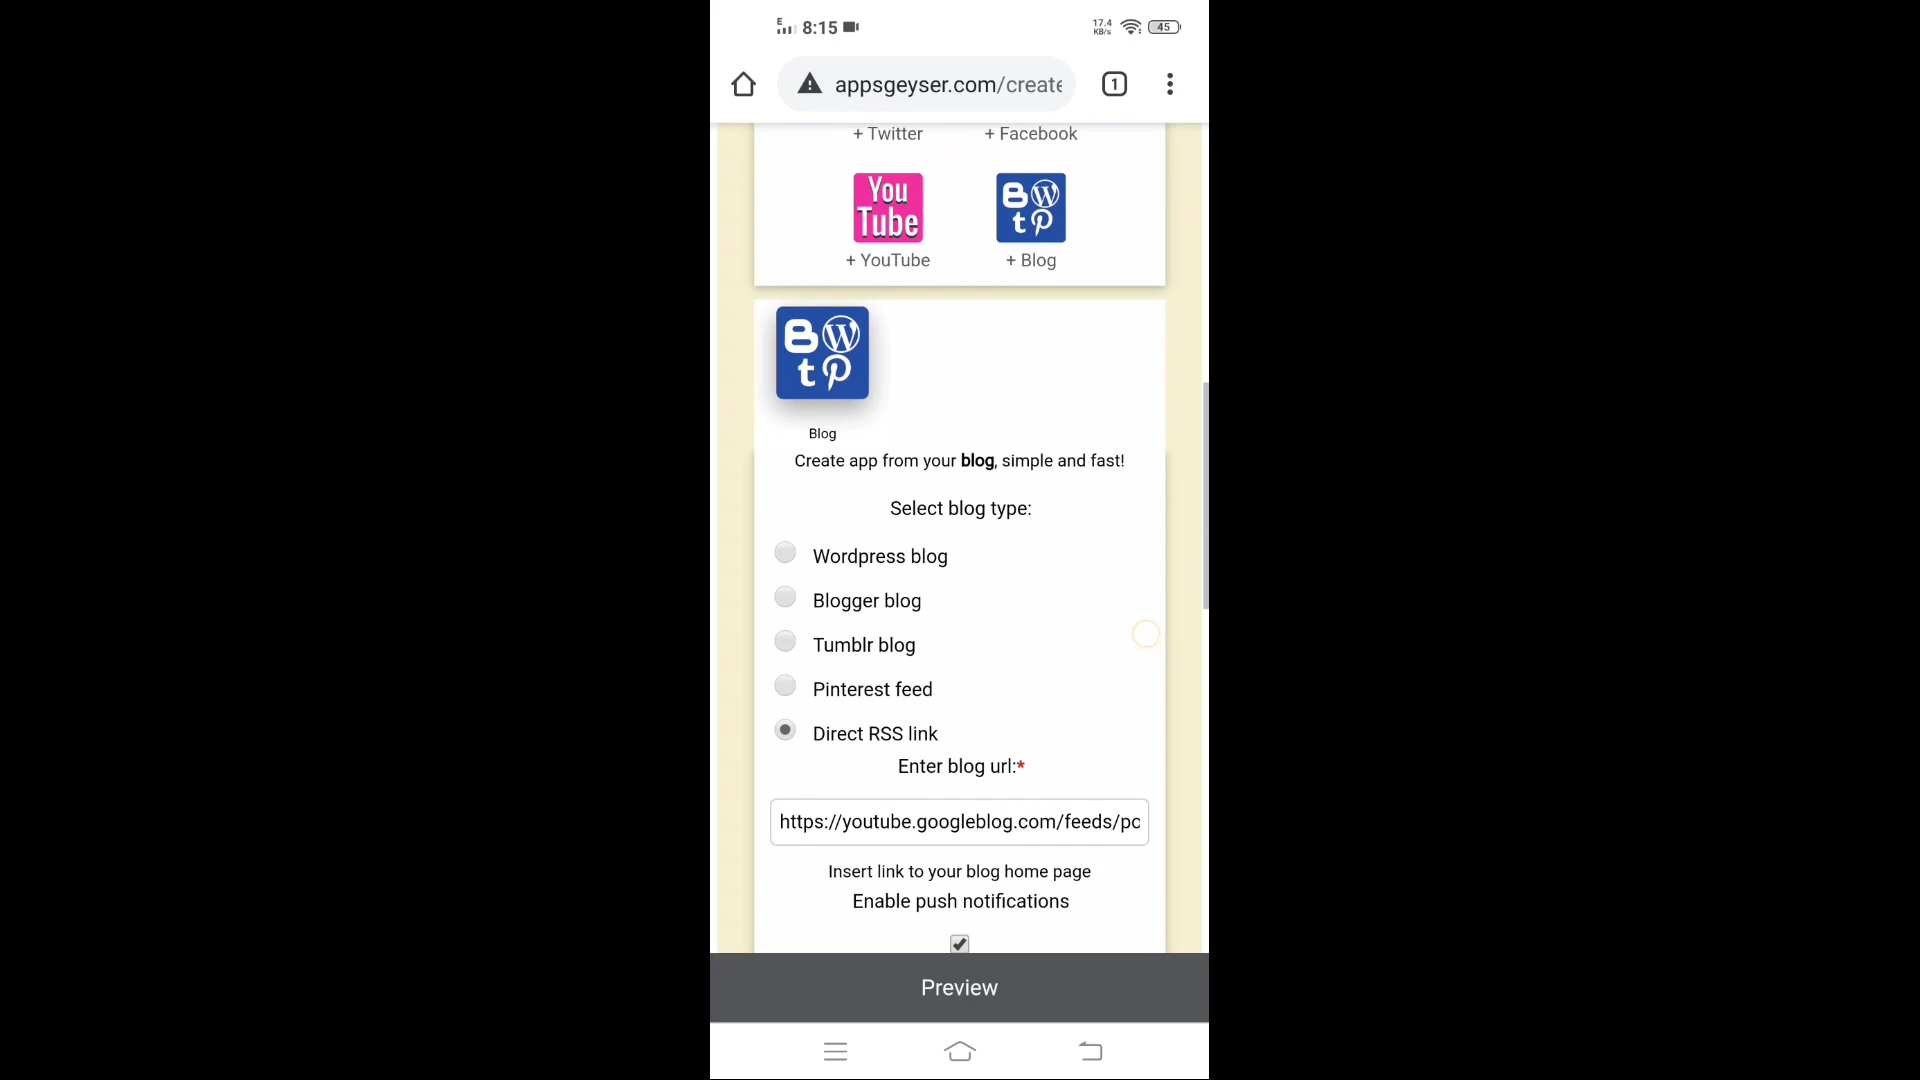 E
8:15
17.4
KB/s
45
appsgeyser.com/create
1
+ Twitter
+ Facebook
You
Tube
B W
t p
+ YouTube
+ Blog
B W
t p
Blog
Create app from your blog, simple and fast!
Select blog type:
Wordpress blog
Blogger blog
Tumblr blog
Pinterest feed
Direct RSS link
Enter blog url:*
https://youtube.googleblog.com/feeds/po
Insert link to your blog home page
Enable push notifications
Preview